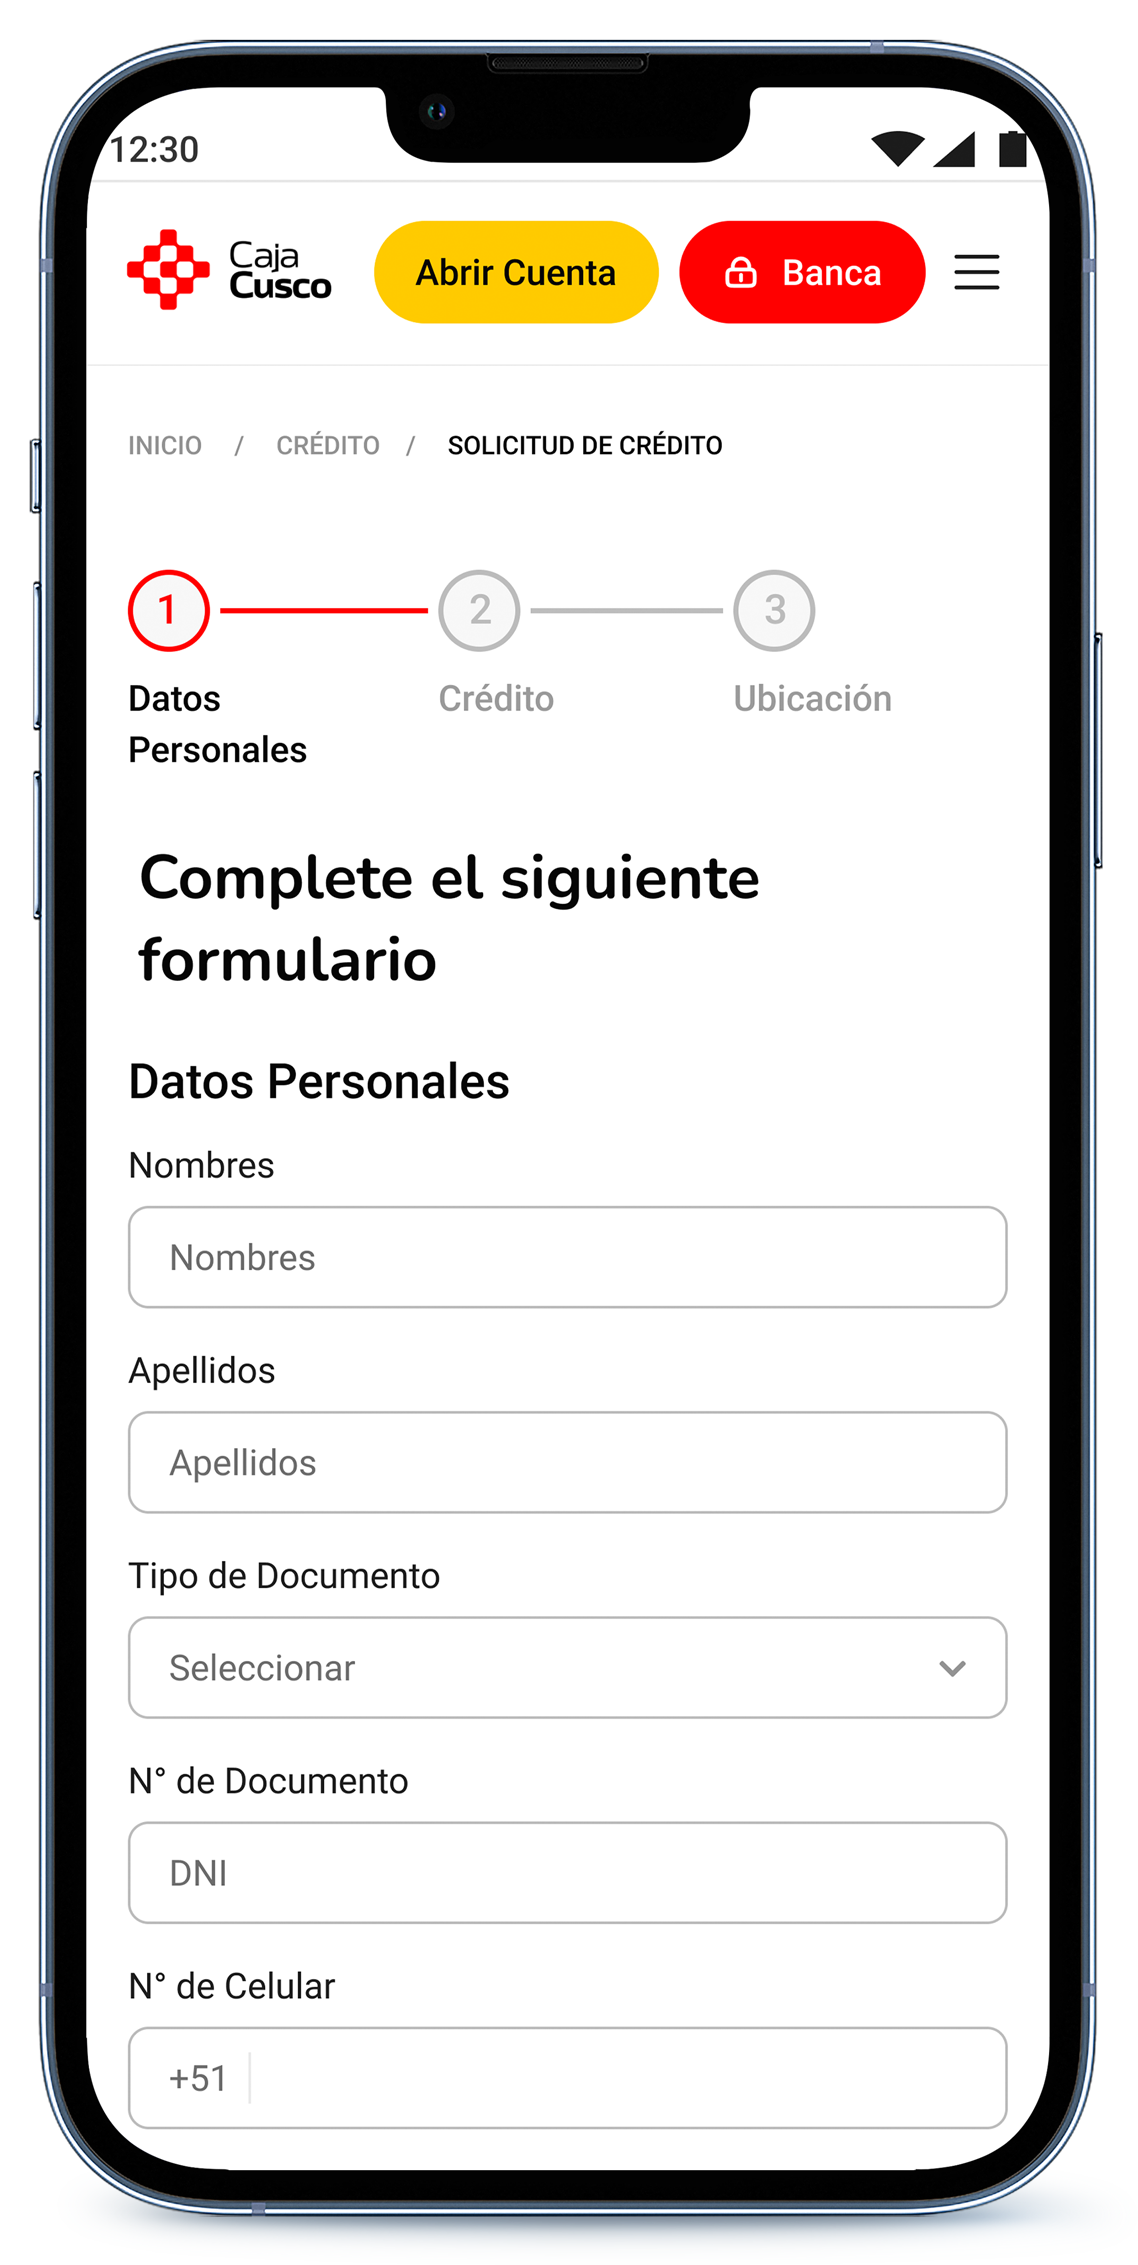 12:30
Caja
Cusco
Abrir Cuenta
Banca
INICIO / CRÉDITO / SOLICITUD DE CRÉDITO
1 2 3
Datos Personales
Crédito
Ubicación
Complete el siguiente
formulario
Datos Personales
Nombres
Nombres
Apellidos
Apellidos
Tipo de Documento
Seleccionar
N° de Documento
DNI
N° de Celular
+51